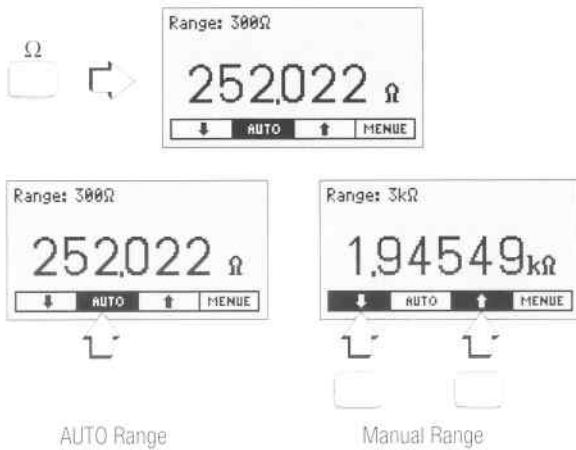 Range: 300Ω
Ω
252,022 Ω
AUTO MENUE
Range: 300Ω
252,022 Ω
AUTO MENUE
Range: 3kΩ
1,94549kΩ
AUTO MENUE
AUTO Range
Manual Range